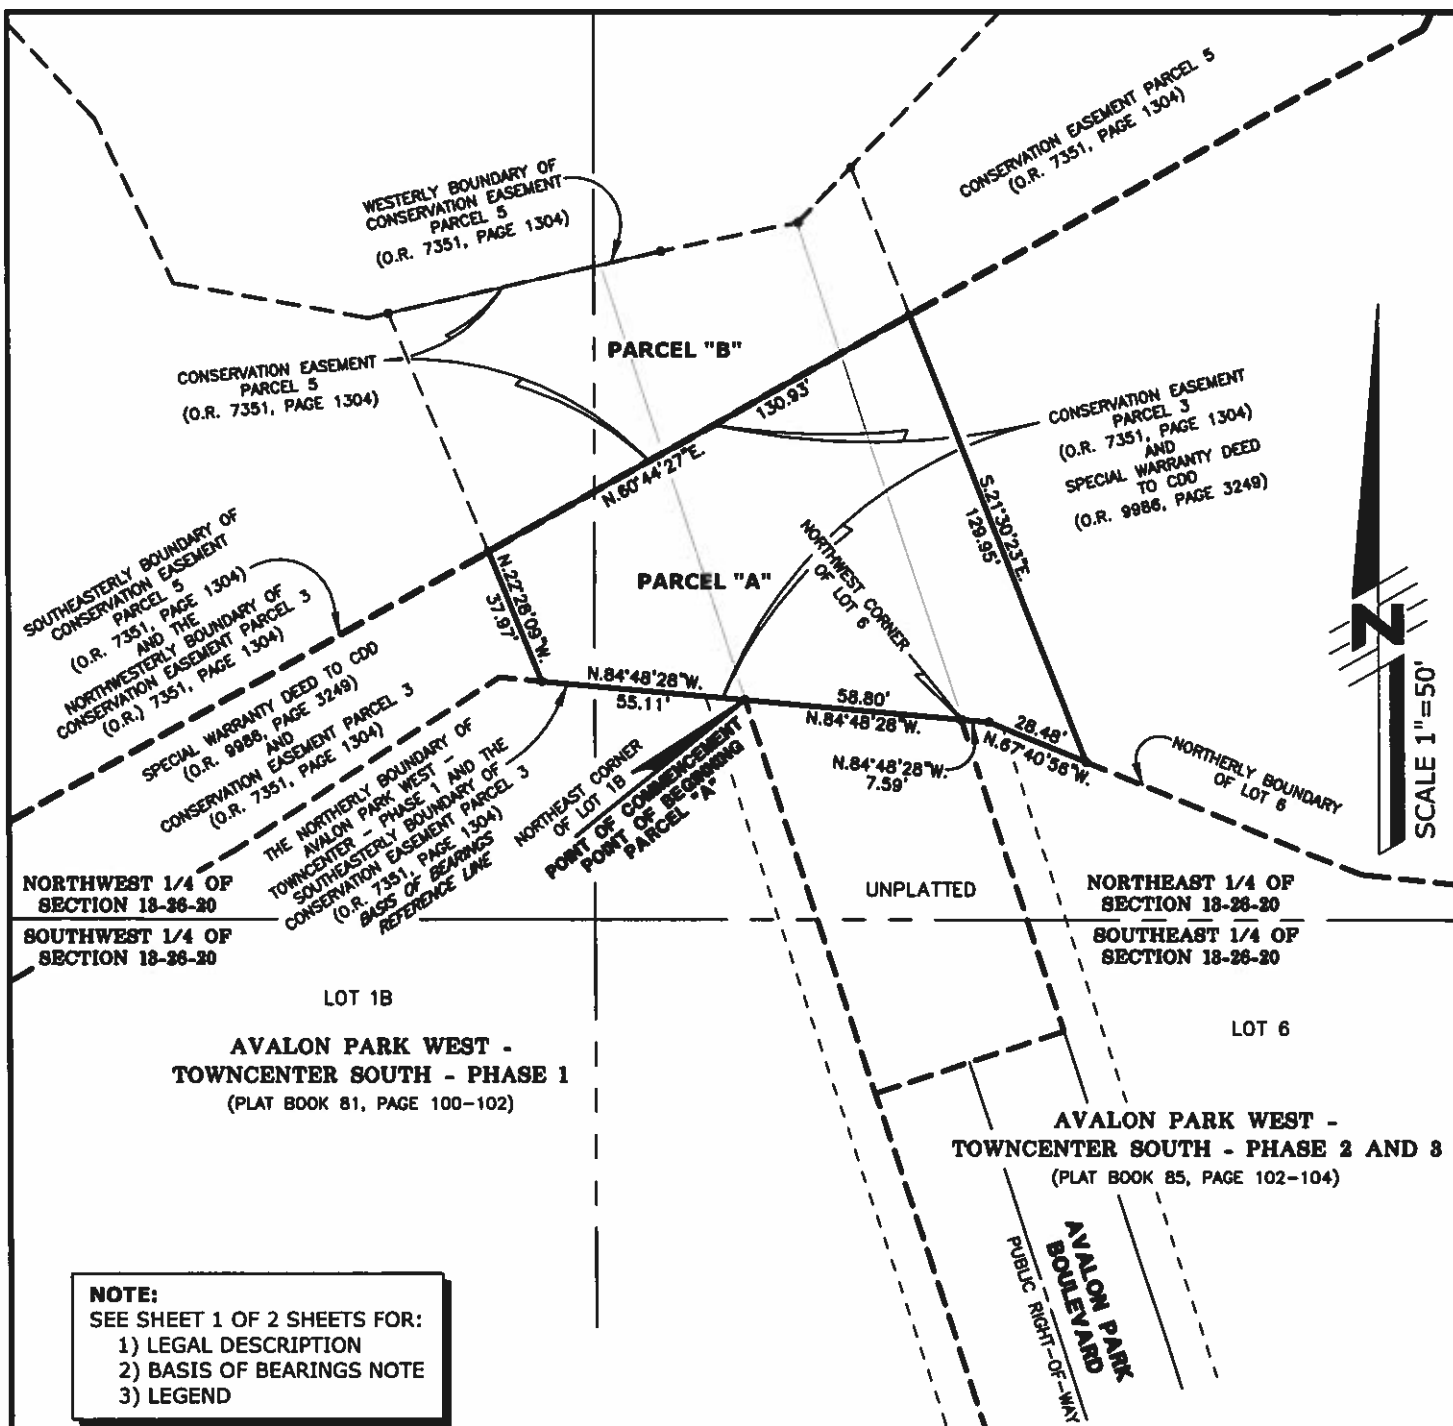 CONSERVATION EASEMENT PARCEL 5
(O.R. 7351, PAGE 1304)
WESTERLY BOUNDARY OF
CONSERVATION EASEMENT
PARCEL 5
(O.R. 7351, PAGE 1304)
PARCEL "B"
CONSERVATION EASEMENT
PARCEL 5
(O.R. 7351, PAGE 1304)
130.93'
N.60°44'27"E.
CONSERVATION EASEMENT
PARCEL 3
(O.R. 7351, PAGE 1304)
AND
SPECIAL WARRANTY DEED
TO CDD
(O.R. 9986, PAGE 3249)
S.21°30'23"E.
129.95'
SOUTHEASTERLY BOUNDARY OF
CONSERVATION EASEMENT
PARCEL 5
(O.R. 7351, PAGE 1304)
AND THE
NORTHWESTERLY BOUNDARY OF
CONSERVATION EASEMENT PARCEL 3
(O.R.) 7351, PAGE 1304)
N.22°28'09"W.
37.97'
PARCEL "A"
NORTHWEST CORNER
OF LOT 6
N
SCALE 1"=50'
SPECIAL WARRANTY DEED TO CDD
(O.R. 9986, PAGE 3249)
AND
CONSERVATION EASEMENT PARCEL 3
(O.R. 7351, PAGE 1304)
N.84°48'28"W.
55.11'
58.80'
N.84°48'28"W.
28.48'
N.67°40'56"W.
N.84°48'28"W.
7.59'
NORTHERLY BOUNDARY
OF LOT 6
THE NORTHERLY BOUNDARY OF
AVALON PARK WEST -
TOWNCENTER - PHASE 1 AND THE
SOUTHEASTERLY BOUNDARY OF
CONSERVATION EASEMENT PARCEL 3
(O.R. 7351, PAGE 1304)
BASIS OF BEARINGS
REFERENCE LINE
NORTHEAST CORNER
OF LOT 1B
POINT OF COMMENCEMENT
POINT OF BEGINNING
PARCEL "A"
UNPLATTED
NORTHWEST 1/4 OF
SECTION 13-26-20
NORTHEAST 1/4 OF
SECTION 13-26-20
SOUTHWEST 1/4 OF
SECTION 13-26-20
SOUTHEAST 1/4 OF
SECTION 13-26-20
LOT 1B
LOT 6
AVALON PARK WEST -
TOWNCENTER SOUTH - PHASE 1
(PLAT BOOK 81, PAGE 100-102)
AVALON PARK WEST -
TOWNCENTER SOUTH - PHASE 2 AND 3
(PLAT BOOK 85, PAGE 102-104)
AVALON PARK
BOULEVARD
PUBLIC RIGHT-OF-WAY
NOTE:
SEE SHEET 1 OF 2 SHEETS FOR:
1) LEGAL DESCRIPTION
2) BASIS OF BEARINGS NOTE
3) LEGEND